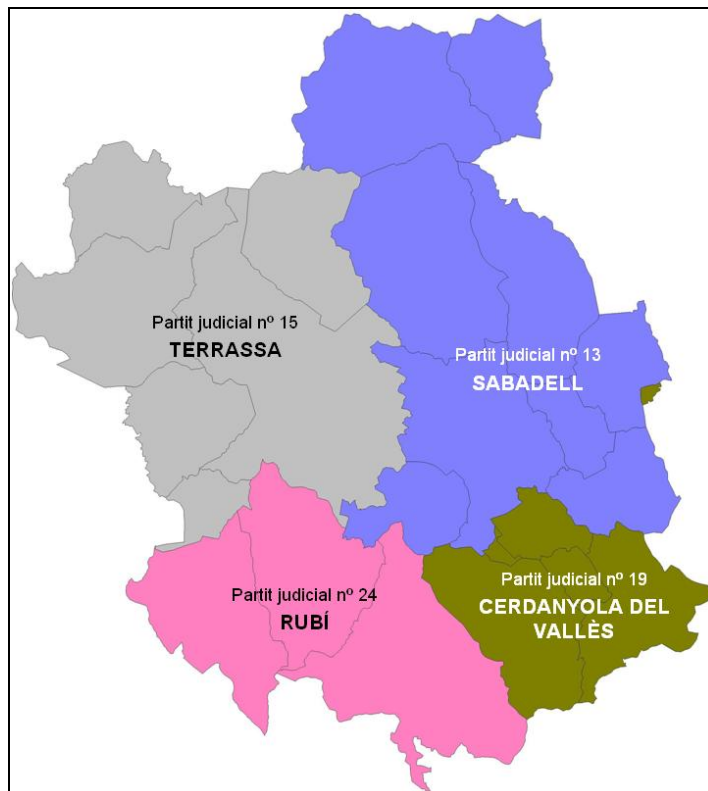 Partit judicial nº 15
TERRASSA
Partit judicial nº 13
SABADELL
Partit judicial nº 19
CERDANYOLA DEL
VALLÈS
Partit judicial nº 24
RUBÍ